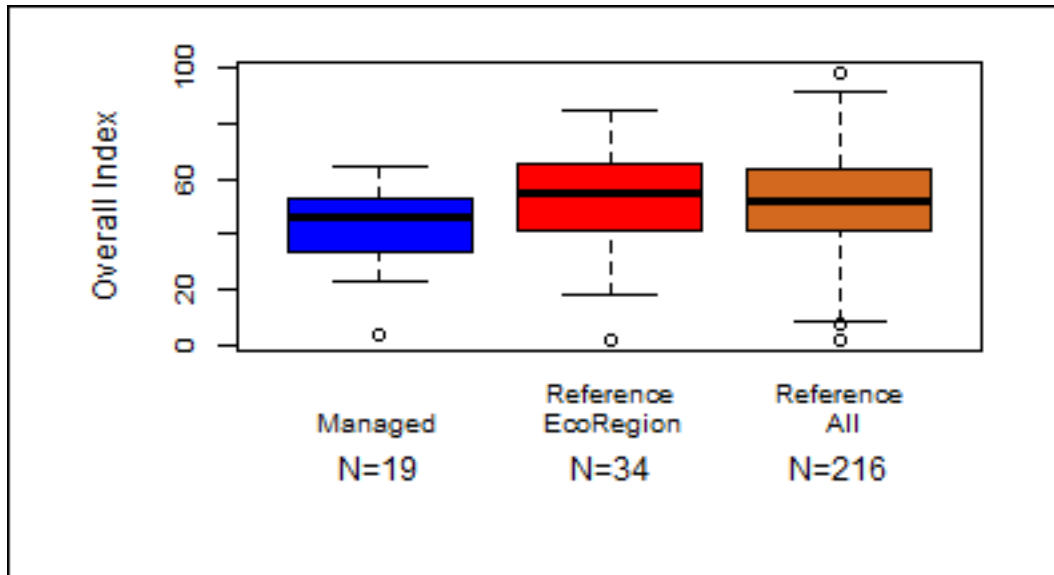 Overall Index
100
60
20
0
Managed
Reference
EcoRegion
Reference
All
N=19
N=34
N=216